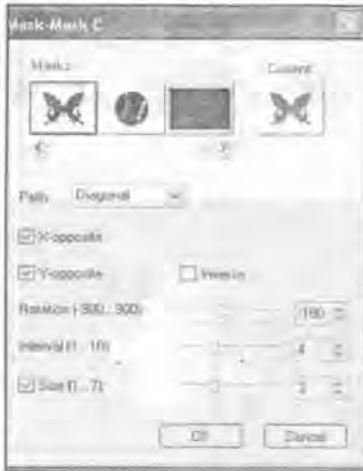 Mask-Mask C
Masks Current
Path: Diagonal
X-opposite
Y-opposite Inverse
Rotation (-300 : 300) 160
Interval (1 : 10) 4
Size (1 .. 7) 3
OK Cancel